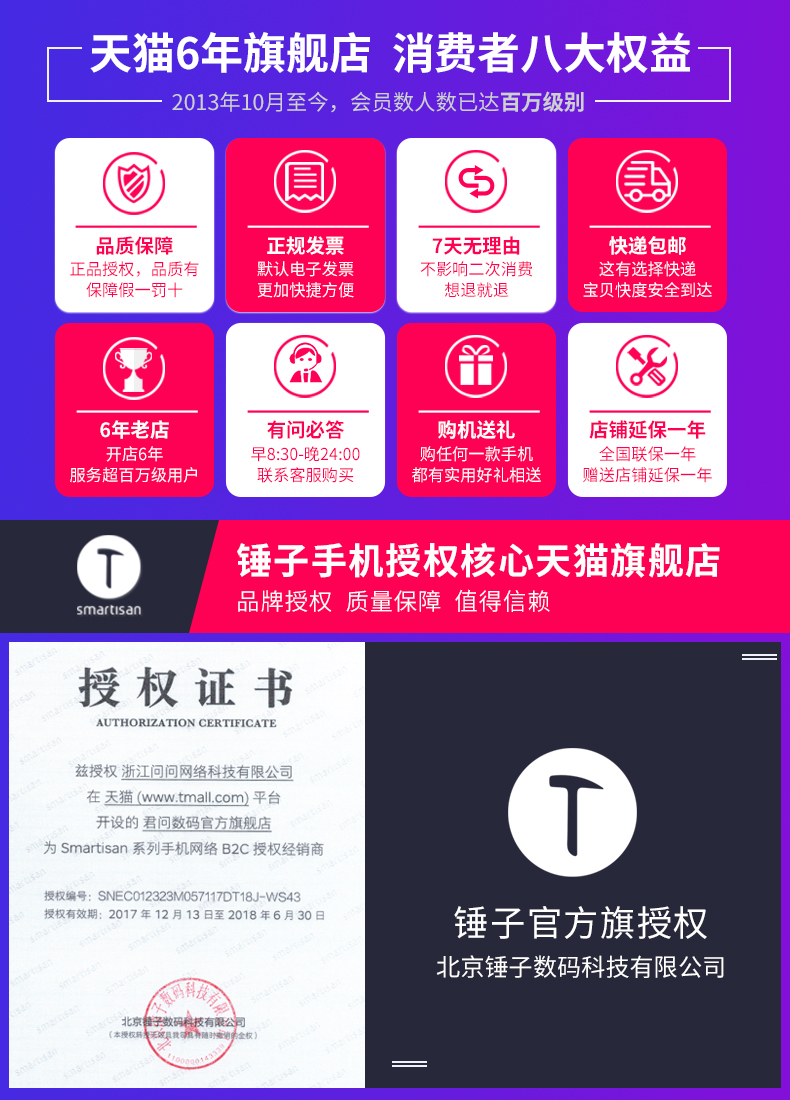 天猫6年旗舰店 消费者八大权益
2013年10月至今，会员数人数已达百万级别
品质保障
正品授权，品质有
保障假一罚十
正规发票
默认电子发票
更加快捷方便
7天无理由
不影响二次消费
想退就退
快递包邮
这有选择快递
宝贝快度安全到达
6年老店
开店6年
服务超百万级用户
有问必答
早8:30-晚24:00
联系客服购买
购机送礼
购任何一款手机
都有实用好礼相送
店铺延保一年
全国联保一年
赠送店铺延保一年
smartisan
锤子手机授权核心天猫旗舰店
品牌授权 质量保障 值得信赖
授权证书
AUTHORIZATION CERTIFICATE
兹授权 浙江问问网络科技有限公司
在 天猫 (www.tmall.com) 平台
开设的 君问数码官方旗舰店
为 Smartisan 系列手机网络 B2C 授权经销商
授权编号：SNEC012323M057117DT18J-WS43
授权有效期：2017 年 12 月 13 日至 2018 年 6 月 30 日
北京锤子数码科技有限公司
锤子官方旗授权
北京锤子数码科技有限公司